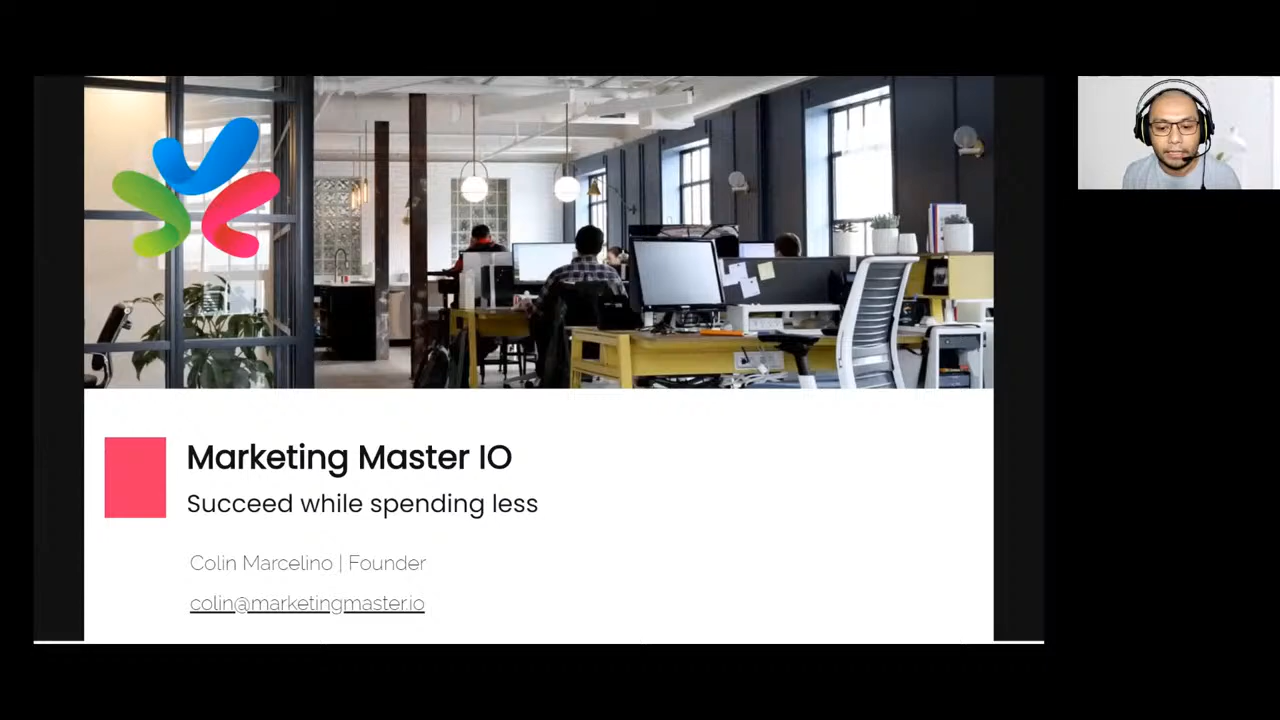 Marketing Master IO
Succeed while spending less
Colin Marcelino | Founder
colin@marketingmaster.io